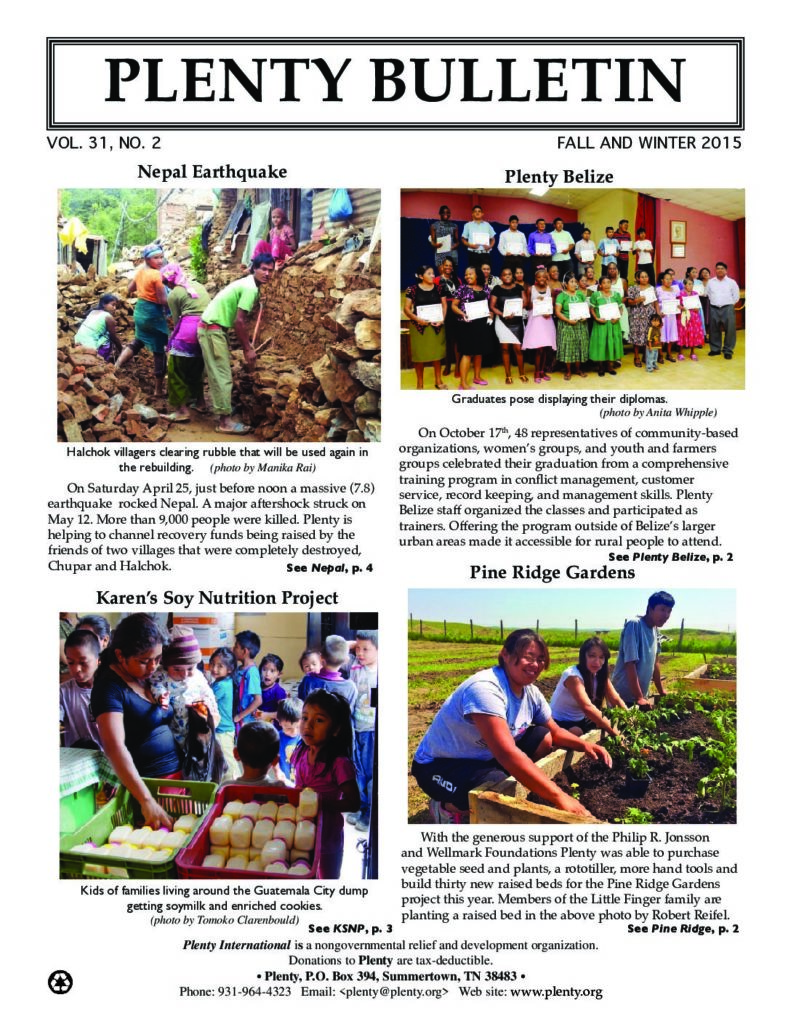 PLENTY BULLETIN
VOL. 31, NO. 2
FALL AND WINTER 2015
Nepal Earthquake
Halchok villagers clearing rubble that will be used again in
the rebuilding. (photo by Manika Rai)
On Saturday April 25, just before noon a massive (7.8)
earthquake rocked Nepal. A major aftershock struck on
May 12. More than 9,000 people were killed. Plenty is
helping to channel recovery funds being raised by the
friends of two villages that were completely destroyed,
Chupar and Halchok. See Nepal, p. 4
Plenty Belize
Graduates pose displaying their diplomas.
(photo by Anita Whipple)
On October 17th, 48 representatives of community-based
organizations, women's groups, and youth and farmers
groups celebrated their graduation from a comprehensive
training program in conflict management, customer
service, record keeping, and management skills. Plenty
Belize staff organized the classes and participated as
trainers. Offering the program outside of Belize's larger
urban areas made it accessible for rural people to attend.
See Plenty Belize, p. 2
Karen's Soy Nutrition Project
Kids of families living around the Guatemala City dump
getting soymilk and enriched cookies.
(photo by Tomoko Clarenbould)
See KSNP, p. 3
Pine Ridge Gardens
AVDI
With the generous support of the Philip R. Jonsson
and Wellmark Foundations Plenty was able to purchase
vegetable seed and plants, a rototiller, more hand tools and
build thirty new raised beds for the Pine Ridge Gardens
project this year. Members of the Little Finger family are
planting a raised bed in the above photo by Robert Reifel.
See Pine Ridge, p. 2
Plenty International is a nongovernmental relief and development organization.
Donations to Plenty are tax-deductible.
• Plenty, P.O. Box 394, Summertown, TN 38483 •
Phone: 931-964-4323 Email: <plenty@plenty.org> Web site: www.plenty.org